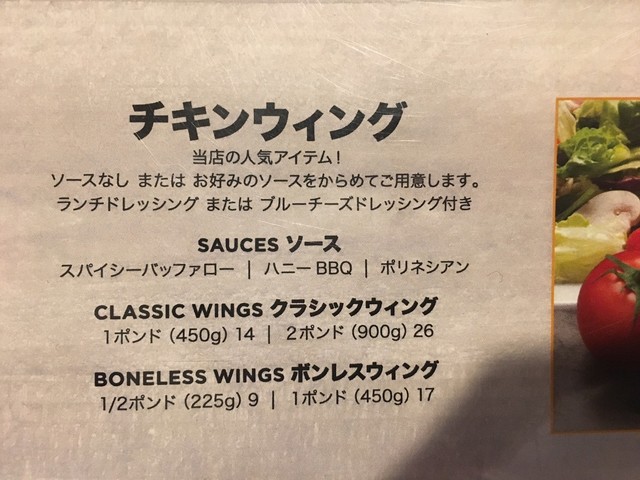 チキンウィング
当店の人気アイテム!
ソースなし または お好みのソースをからめてご用意します。
ランチドレッシング または ブルーチーズドレッシング付き
SAUCES ソース
スパイシーバッファロー | ハニー BBQ | ポリネシアン
CLASSIC WINGS クラシックウィング
1ポンド (450g) 14 | 2ポンド (900g) 26
BONELESS WINGS ボンレスウィング
1/2ポンド (225g) 9 | 1ポンド (450g) 17